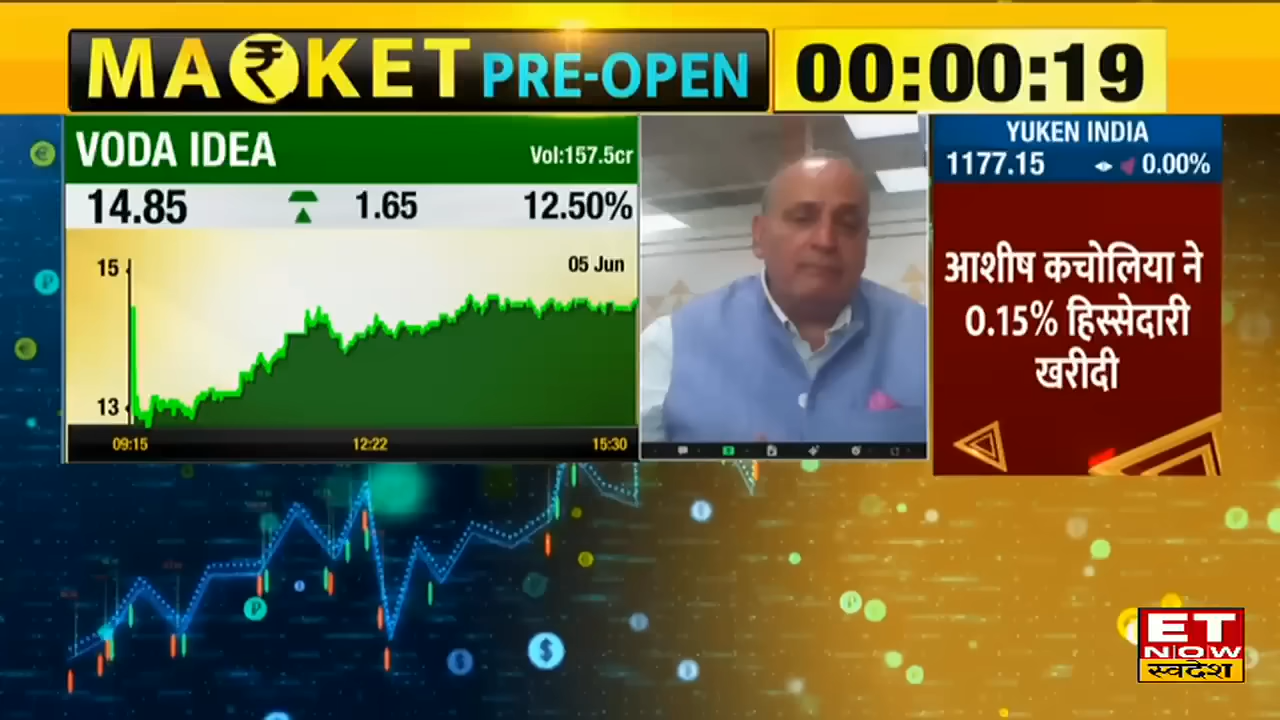 MA₹KET PRE-OPEN
00:00:19
VODA IDEA
Vol:157.5cr
14.85 1.65 12.50%
15
05 Jun
13
09:15 12:22 15:30
YUKEN INDIA
1177.15 0.00%
आशीष कचोलिया ने
0.15% हिस्सेदारी
खरीदी
ET
NOW
स्वदेश